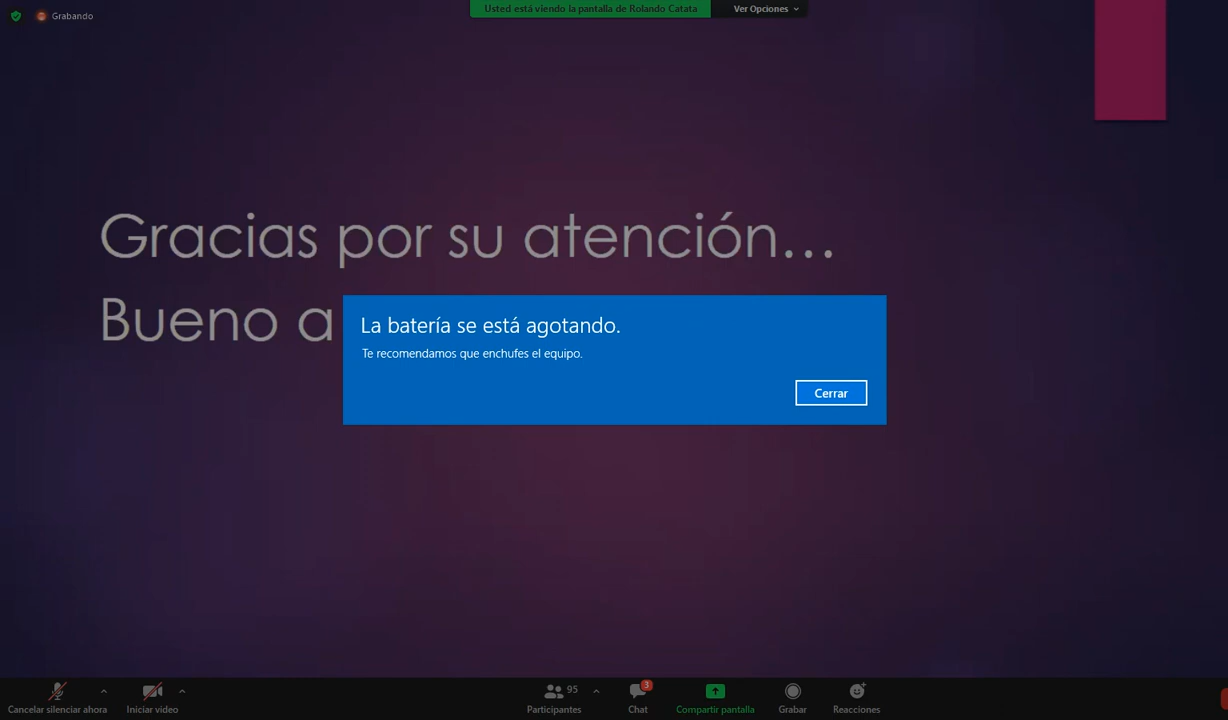 Grabando
Usted está viendo la pantalla de Rolando Catata
Ver Opciones
Gracias por su atención...
Bueno a
La batería se está agotando.
Te recomendamos que enchufes el equipo.
Cerrar
95
3
Cancelar silenciar ahora
Iniciar video
Participantes
Chat
Compartir pantalla
Grabar
Reacciones